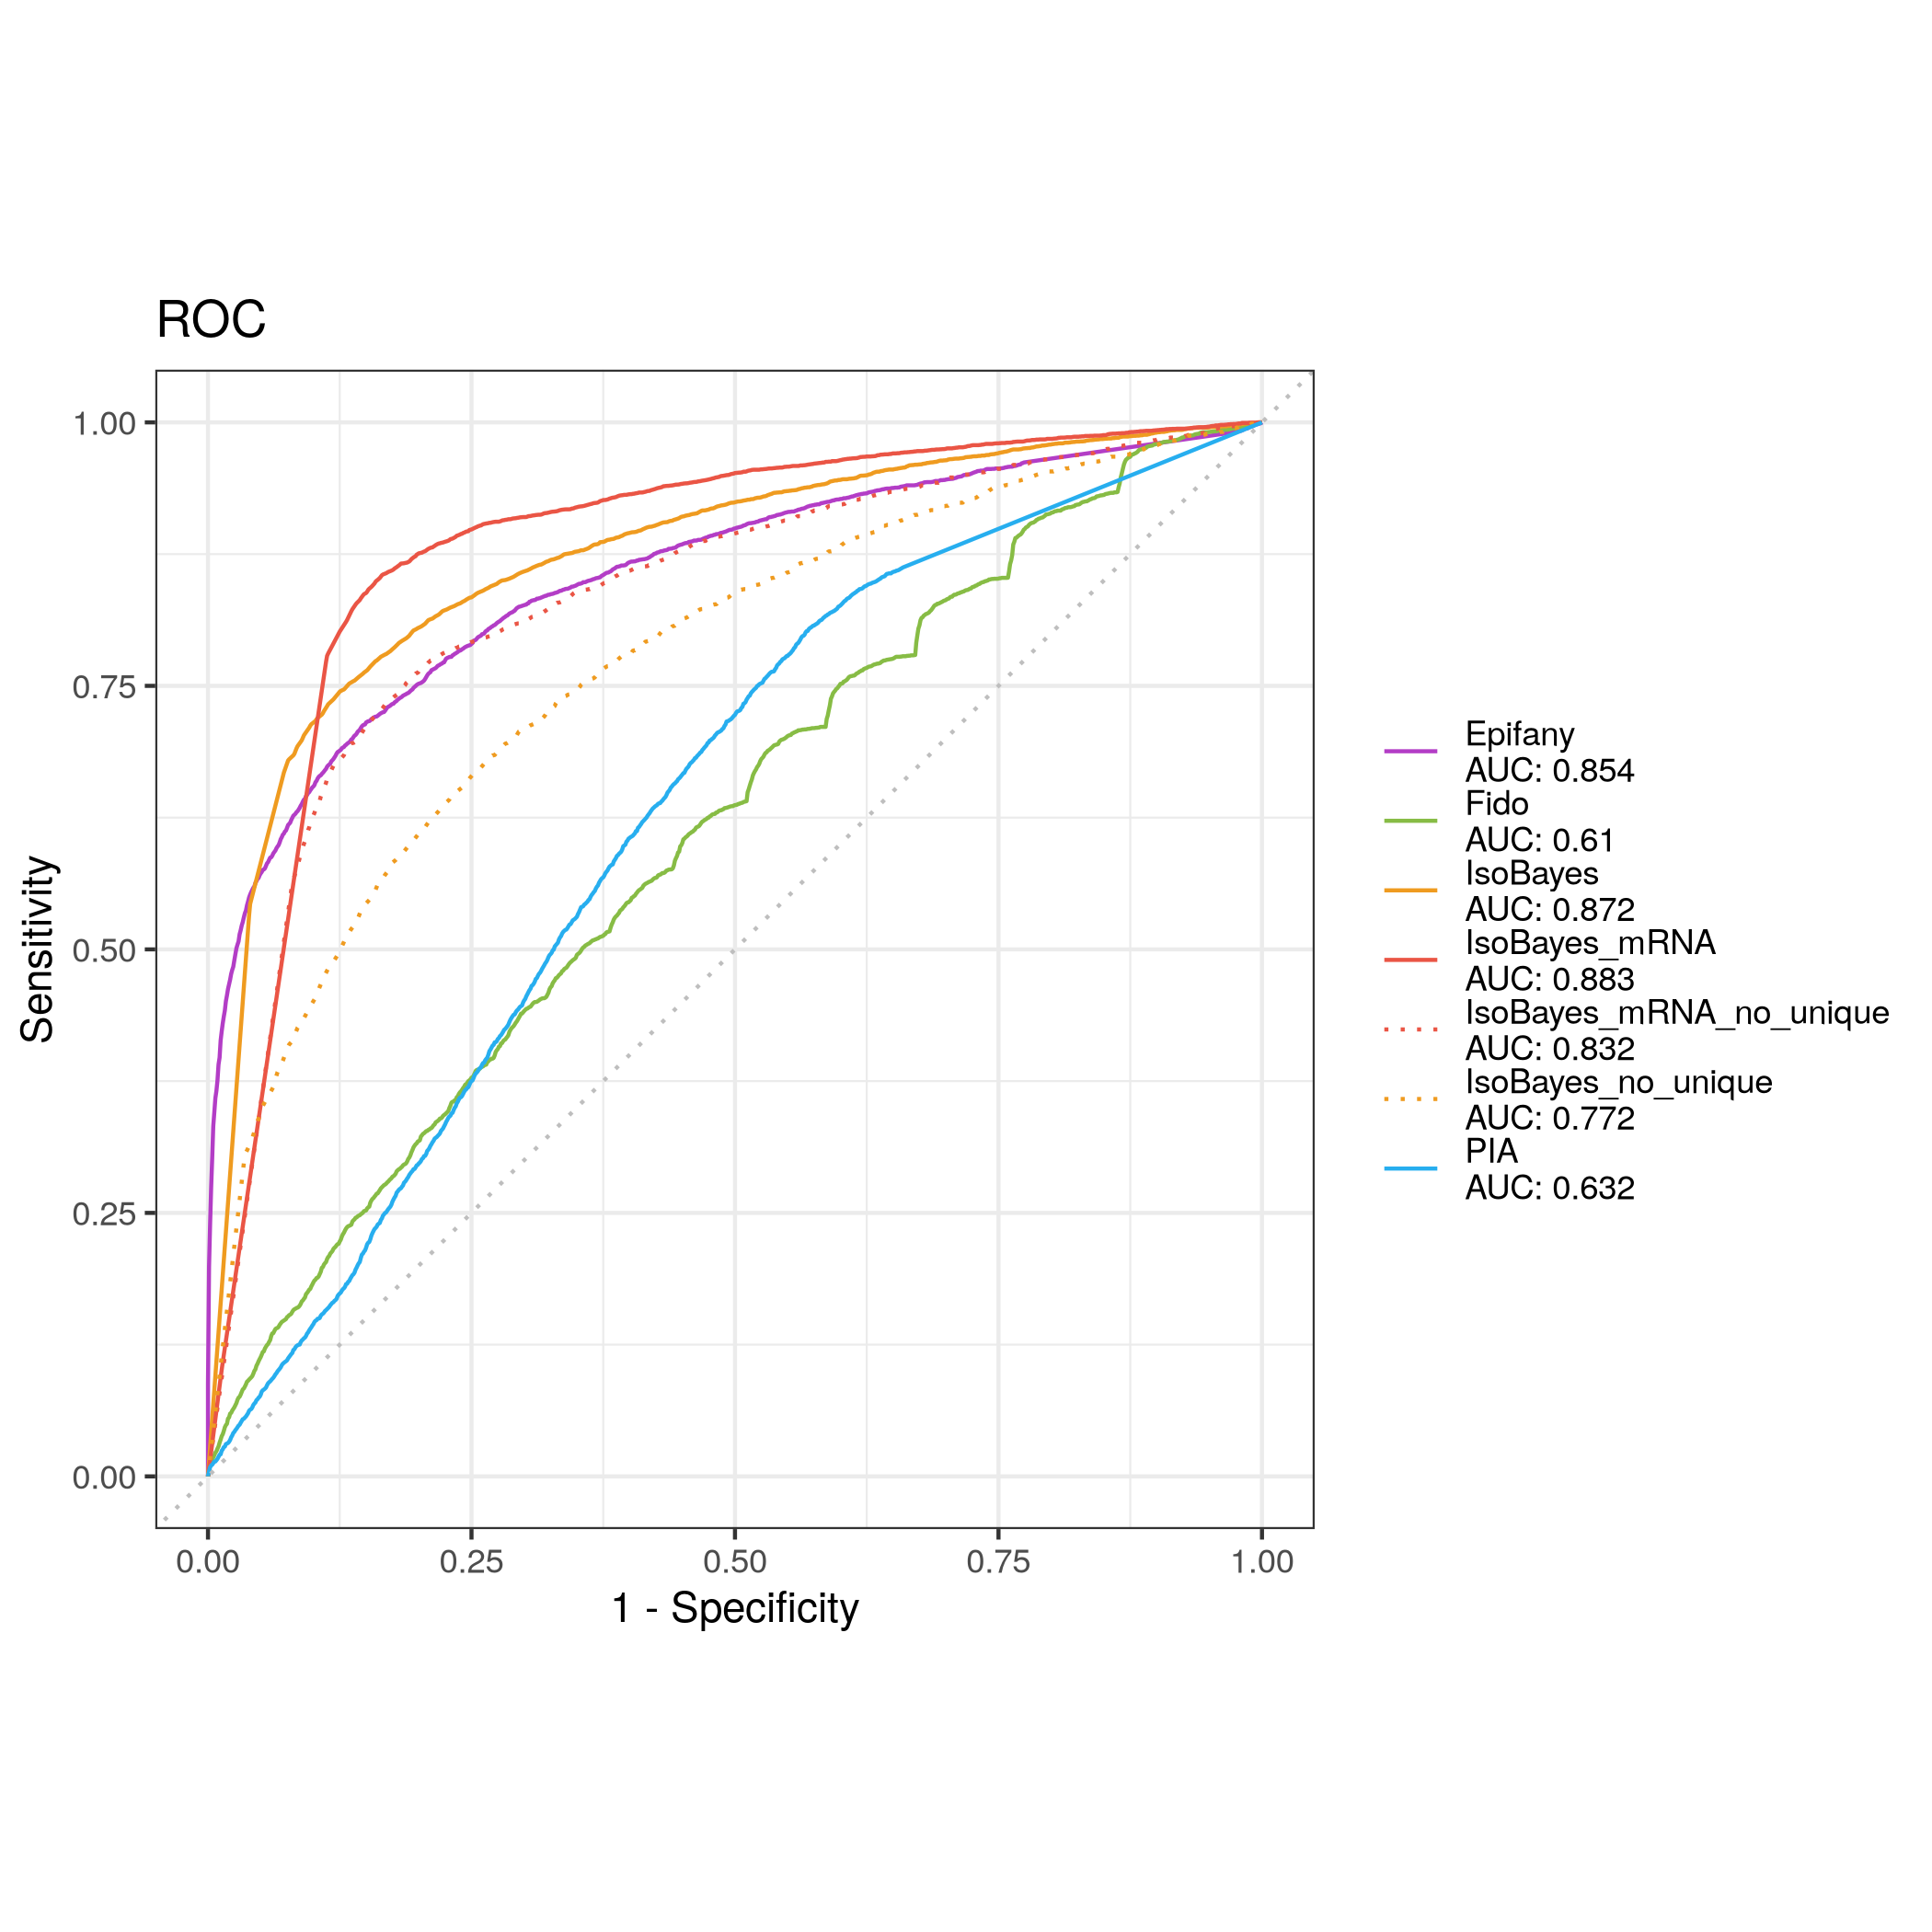 ROC
1.00
0.75
0.50
0.25
0.00
Sensitivity
0.00 0.25 0.50 0.75 1.00
1 - Specificity
Epifany
AUC: 0.854
Fido
AUC: 0.61
IsoBayes
AUC: 0.872
IsoBayes_mRNA
AUC: 0.883
IsoBayes_mRNA_no_unique
AUC: 0.832
IsoBayes_no_unique
AUC: 0.772
PIA
AUC: 0.632